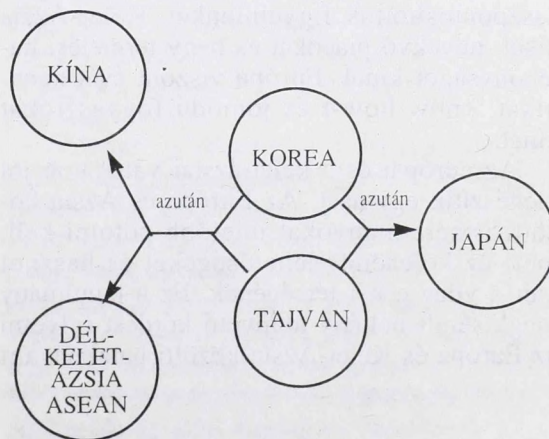 KÍNA
KOREA
azután
azután
JAPÁN
TAJVAN
DÉL-
KELET-
ÁZSIA
ASEAN